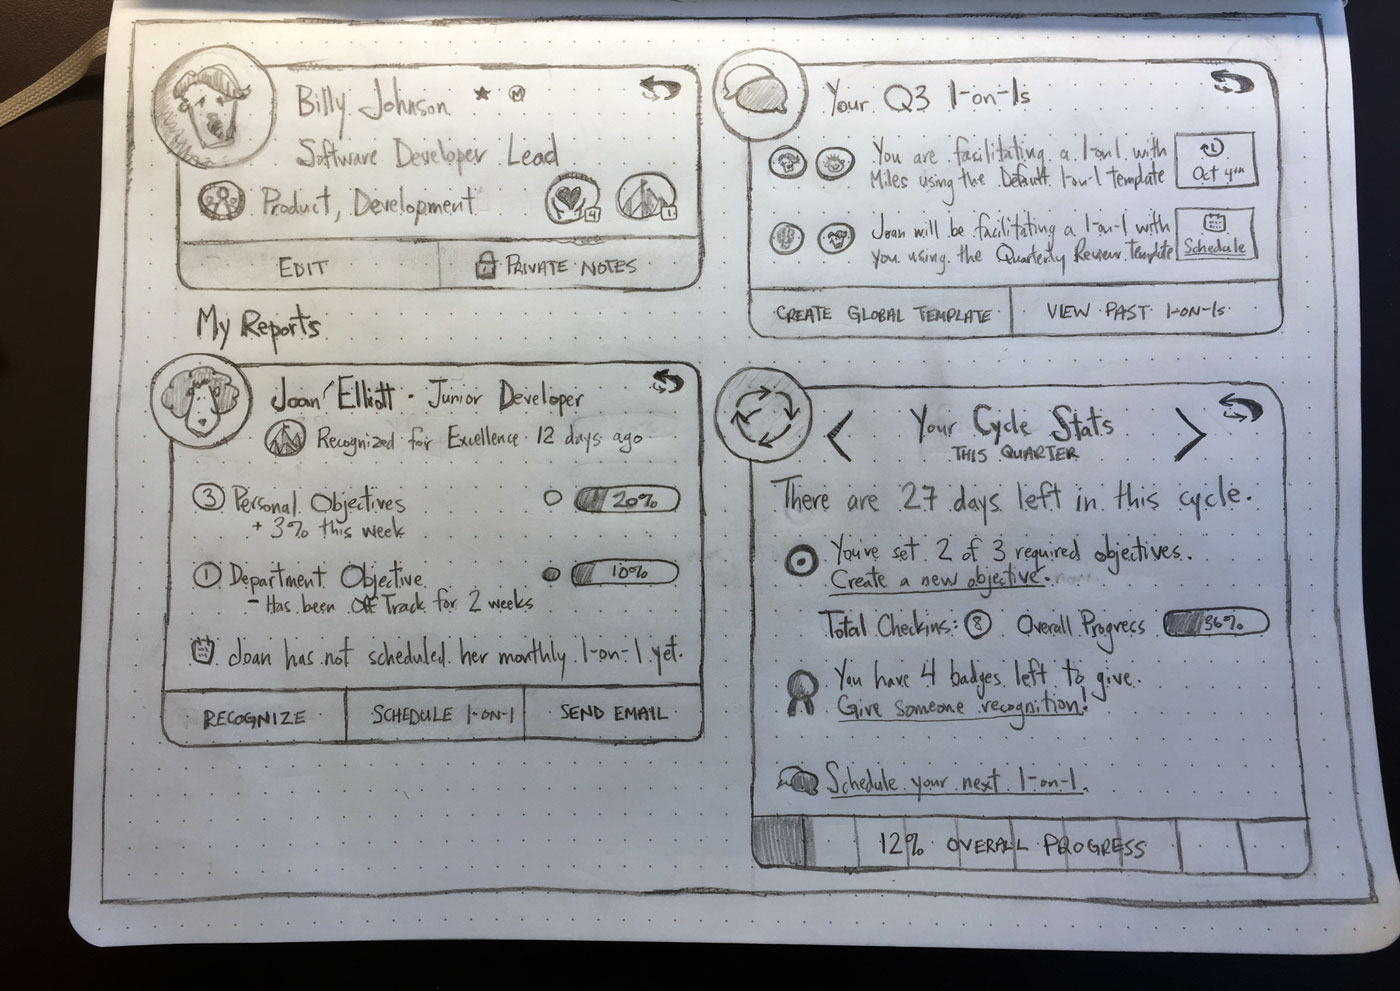 Billy Johnson ★ M
Software Developer Lead
Product, Development
4
1
EDIT
PRIVATE NOTES
My Reports
Joan Elliott - Junior Developer
Recognized for Excellence 12 days ago
3 Personal Objectives
20%
+ 3% this week
1 Department Objective
10%
- Has been Off Track for 2 weeks
Joan has not scheduled her monthly 1-on-1 yet.
RECOGNIZE
SCHEDULE 1-ON-1
SEND EMAIL
Your Q3 1-on-1s
You are facilitating a 1-on-1 with
Miles using the Default 1-on-1 template
Oct 4th
Joan will be facilitating a 1-on-1 with
you using the Quarterly Review Template
Schedule
CREATE GLOBAL TEMPLATE
VIEW PAST 1-ON-1s
< Your Cycle Stats >
THIS QUARTER
There are 27 days left in this cycle.
You've set 2 of 3 required objectives.
Create a new objective.
Total Checkins: 8 Overall Progress 36%
You have 4 badges left to give.
Give someone recognition!
Schedule your next 1-on-1.
12% OVERALL PROGRESS